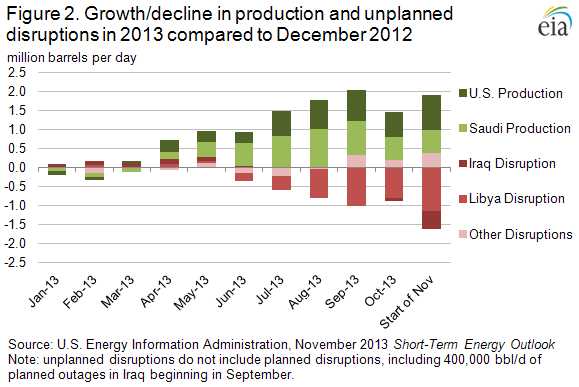 Figure 2. Growth/decline in production and unplanned
disruptions in 2013 compared to December 2012
eia
million barrels per day
2.5
2.0
1.5
1.0
0.5
0.0
-0.5
-1.0
-1.5
-2.0
-2.5
Jan-13
Feb-13
Mar-13
Apr-13
May-13
Jun-13
Jul-13
Aug-13
Sep-13
Oct-13
Start of Nov
U.S. Production
Saudi Production
Iraq Disruption
Libya Disruption
Other Disruptions
Source: U.S. Energy Information Administration, November 2013 Short-Term Energy Outlook
Note: unplanned disruptions do not include planned disruptions, including 400,000 bbl/d of
planned outages in Iraq beginning in September.